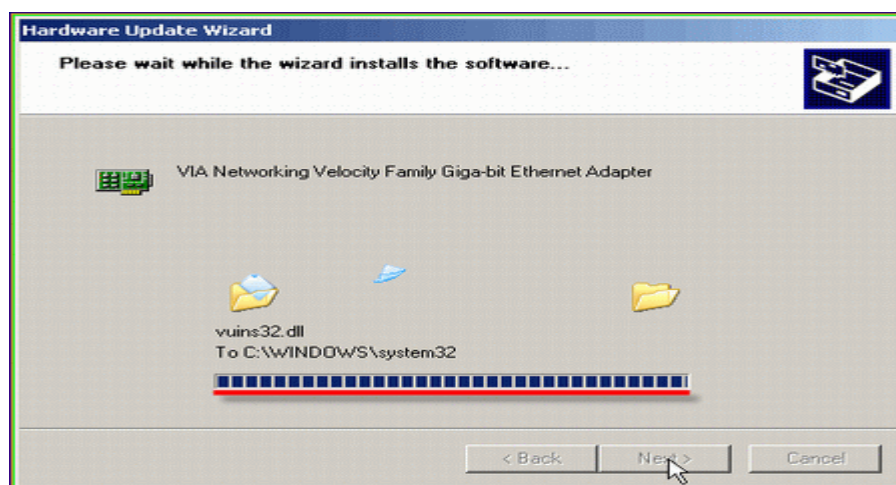 Hardware Update Wizard
Please wait while the wizard installs the software...
VIA Networking Velocity Family Giga-bit Ethernet Adapter
vuins32.dll
To C:\WINDOWS\system32
< Back
Next >
Cancel